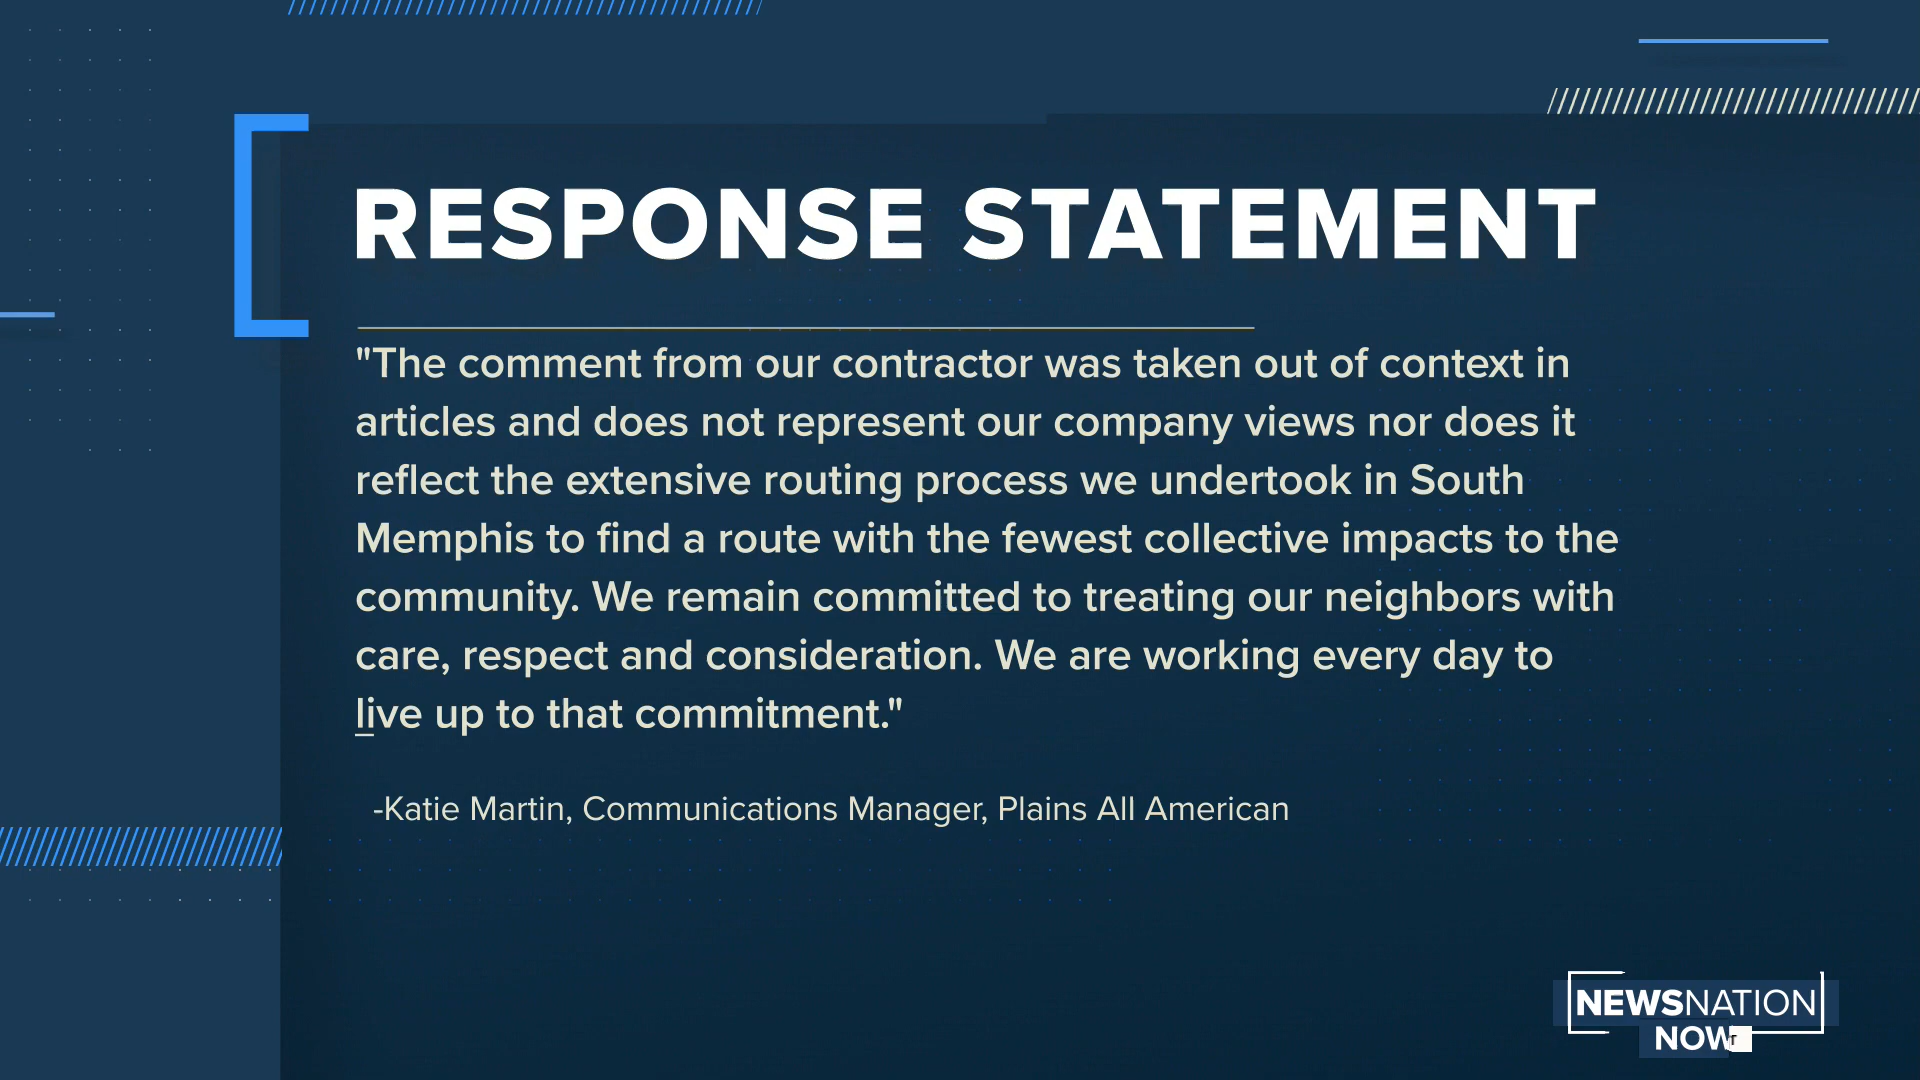 RESPONSE STATEMENT
"The comment from our contractor was taken out of context in
articles and does not represent our company views nor does it
reflect the extensive routing process we undertook in South
Memphis to find a route with the fewest collective impacts to the
community. We remain committed to treating our neighbors with
care, respect and consideration. We are working every day to
live up to that commitment."
-Katie Martin, Communications Manager, Plains All American
NEWSNATION
NOW